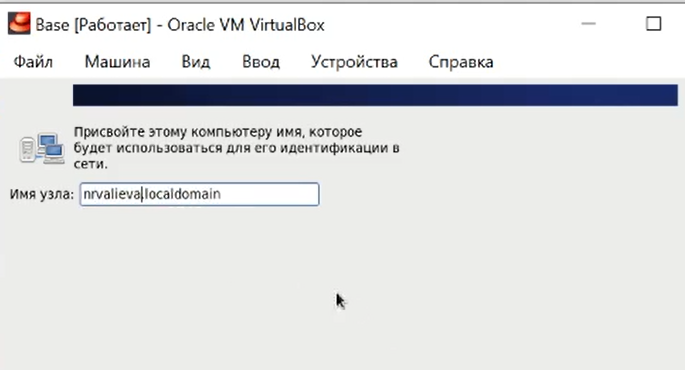 Base [Работает] - Oracle VM VirtualBox
Файл Машина Вид Ввод Устройства Справка
Присвойте этому компьютеру имя, которое
будет использоваться для его идентификации в
сети.
Имя узла: nrvalieva.localdomain